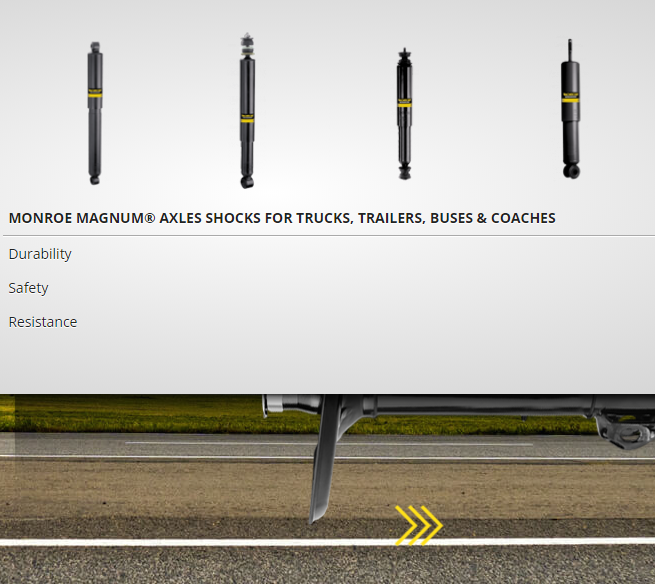 MONROE MAGNUM® AXLES SHOCKS FOR TRUCKS, TRAILERS, BUSES & COACHES
Durability
Safety
Resistance